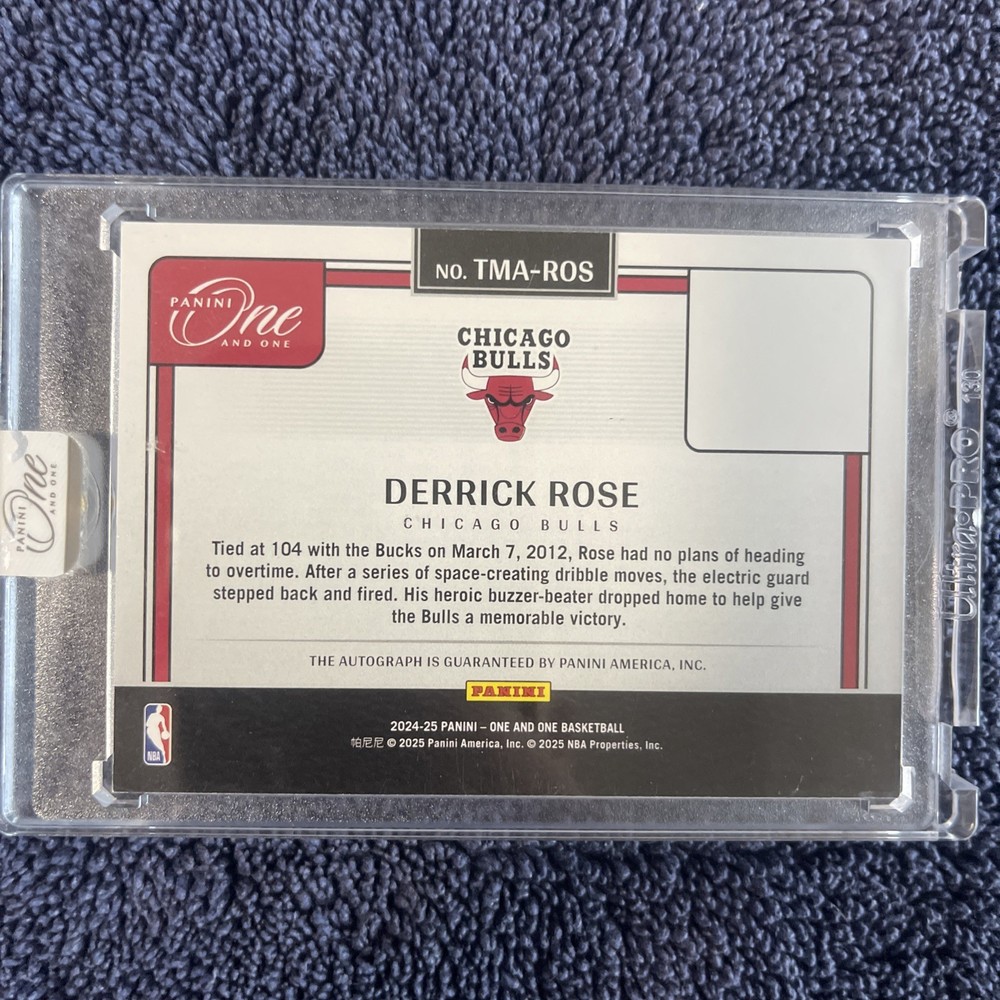 NO. TMA-ROS
PANINI
One
AND ONE
CHICAGO
BULLS
DERRICK ROSE
CHICAGO BULLS
Tied at 104 with the Bucks on March 7, 2012, Rose had no plans of heading
to overtime. After a series of space-creating dribble moves, the electric guard
stepped back and fired. His heroic buzzer-beater dropped home to help give
the Bulls a memorable victory.
THE AUTOGRAPH IS GUARANTEED BY PANINI AMERICA, INC.
PANINI
2024-25 PANINI – ONE AND ONE BASKETBALL
帕尼尼 © 2025 Panini America, Inc. © 2025 NBA Properties, Inc.
NBA
PANINI
One
AND ONE
Ultra•PRO® 130